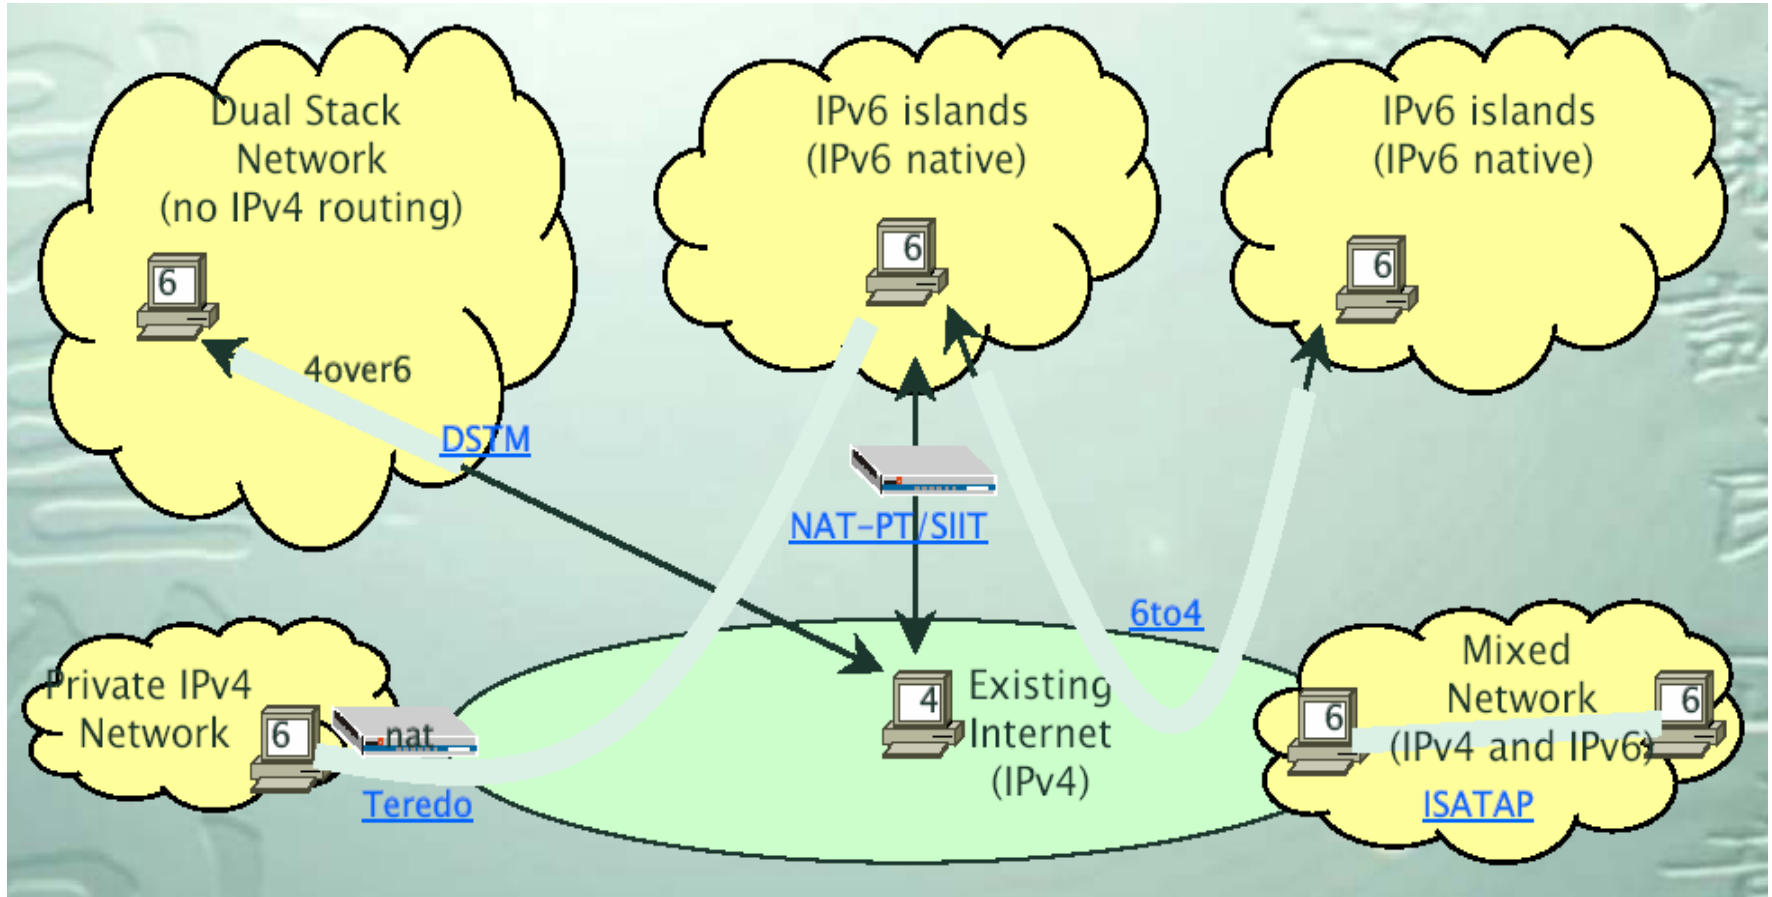 Dual Stack
Network
(no IPv4 routing)
6
4over6
DSTM
IPv6 islands
(IPv6 native)
6
NAT-PT/SIIT
IPv6 islands
(IPv6 native)
6
6to4
Private IPv4
Network
6
nat
Teredo
4
Existing
Internet
(IPv4)
Mixed
Network
(IPv4 and IPv6)
6
6
ISATAP